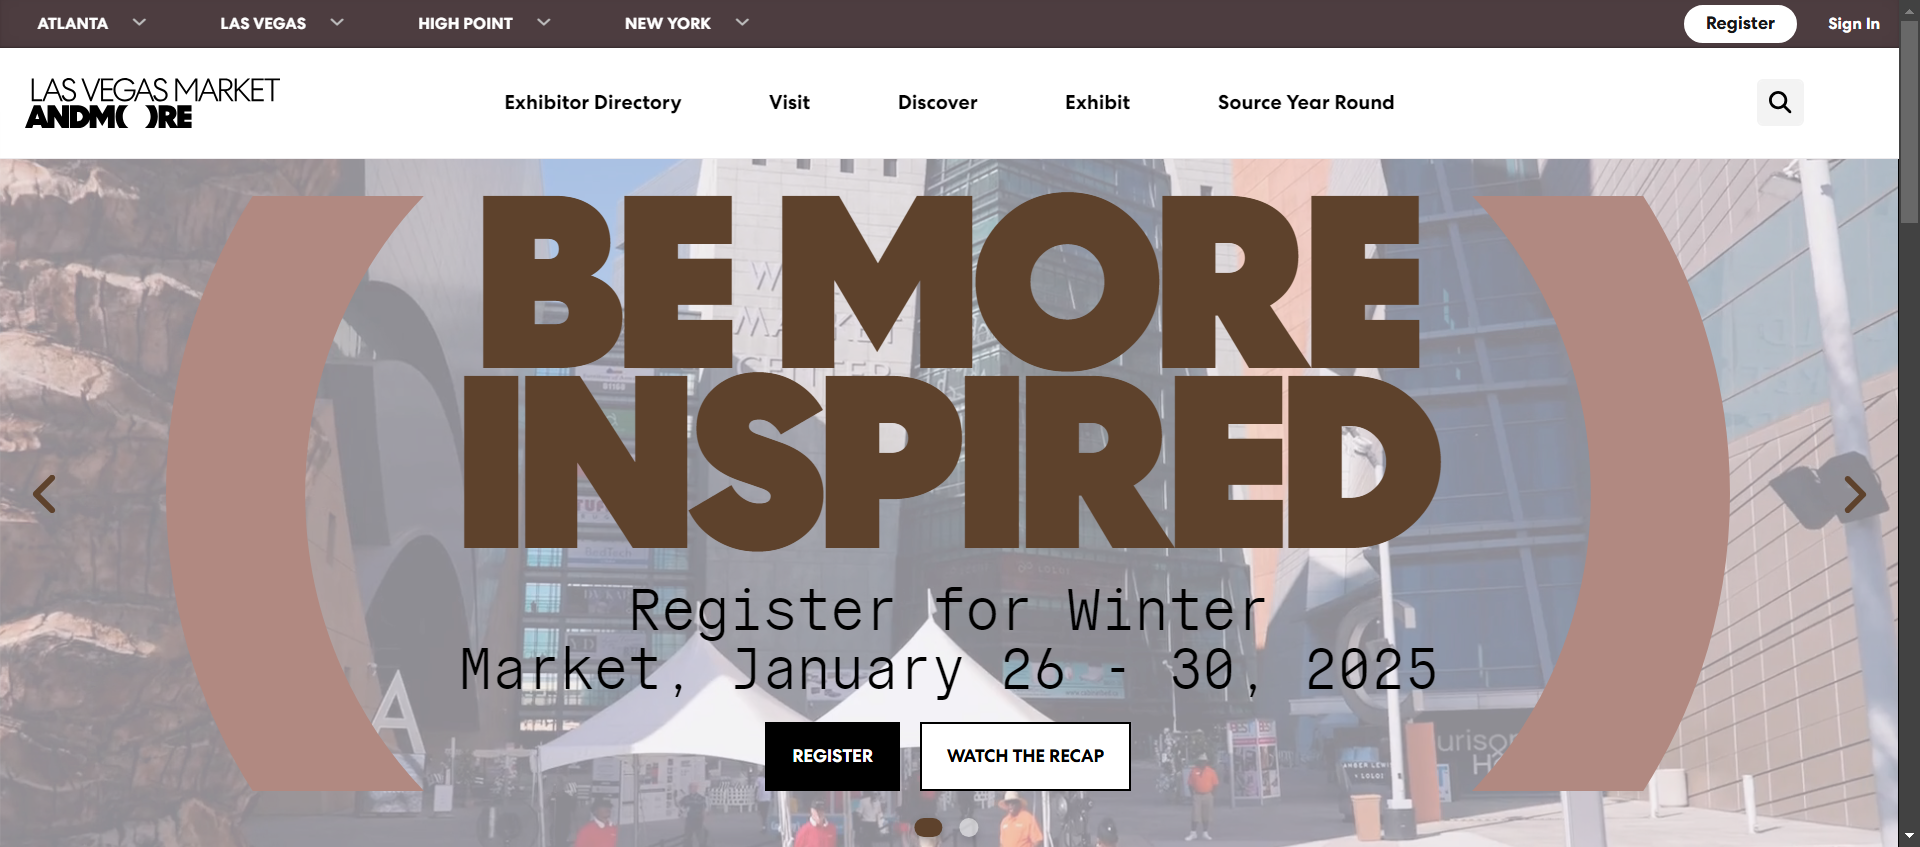 ATLANTA
LAS VEGAS
HIGH POINT
NEW YORK
Register
Sign In
LAS VEGAS MARKET
ANDMORE
Exhibitor Directory
Visit
Discover
Exhibit
Source Year Round
BE MORE
INSPIRED
Register for Winter
Market, January 26 - 30, 2025
REGISTER
WATCH THE RECAP